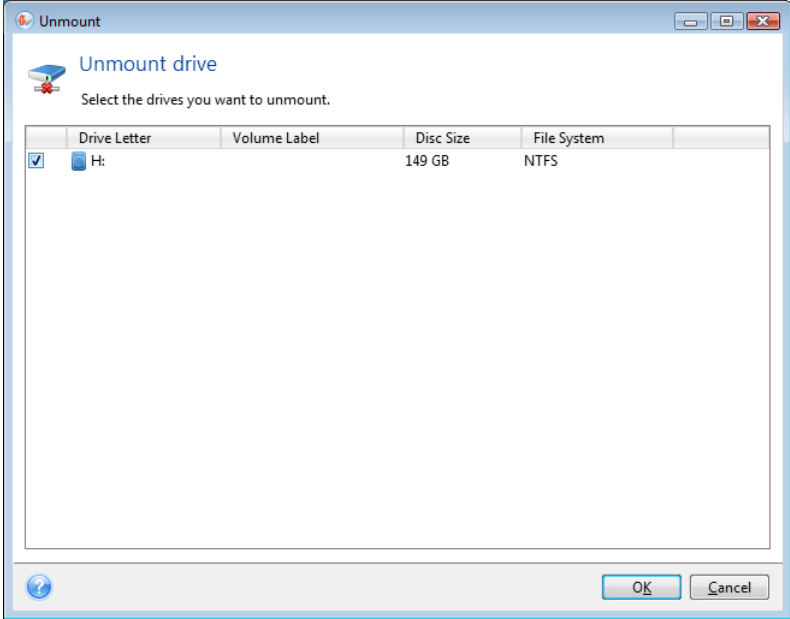 Unmount
Unmount drive
Select the drives you want to unmount.
Drive Letter Volume Label Disc Size File System
H: 149 GB NTFS
? OK Cancel